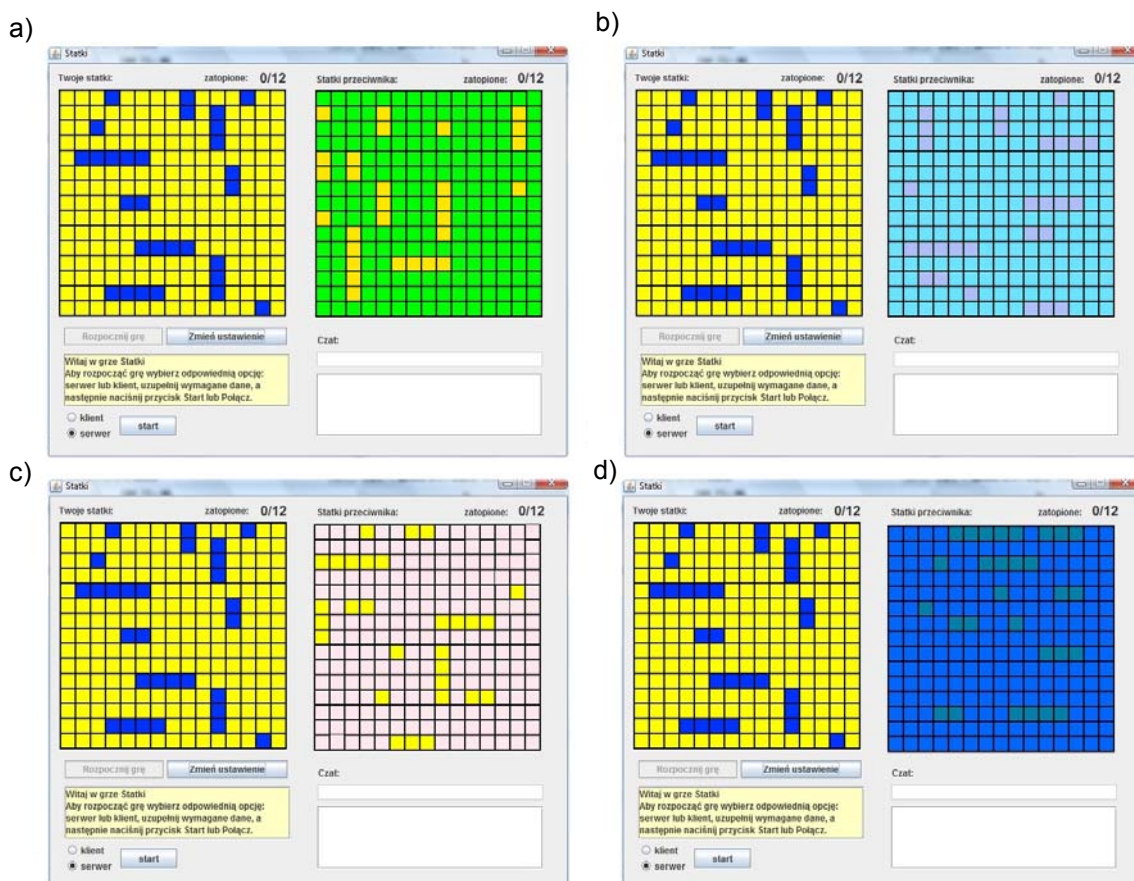 a)
Statki
Twoje statki: zatopione: 0/12 Statki przeciwnika: zatopione: 0/12
Rozpocznij grę Zmień ustawienie
Czat:
Witaj w grze Statki
Aby rozpocząć grę wybierz odpowiednią opcję:
serwer lub klient, uzupełnij wymagane dane, a
następnie naciśnij przycisk Start lub Połącz.
klient
serwer
start
b)
Statki
Twoje statki: zatopione: 0/12 Statki przeciwnika: zatopione: 0/12
Rozpocznij grę Zmień ustawienie
Czat:
Witaj w grze Statki
Aby rozpocząć grę wybierz odpowiednią opcję:
serwer lub klient, uzupełnij wymagane dane, a
następnie naciśnij przycisk Start lub Połącz.
klient
serwer
start
c)
Statki
Twoje statki: zatopione: 0/12 Statki przeciwnika: zatopione: 0/12
Rozpocznij grę Zmień ustawienie
Czat:
Witaj w grze Statki
Aby rozpocząć grę wybierz odpowiednią opcję:
serwer lub klient, uzupełnij wymagane dane, a
następnie naciśnij przycisk Start lub Połącz.
klient
serwer
start
d)
Statki
Twoje statki: zatopione: 0/12 Statki przeciwnika: zatopione: 0/12
Rozpocznij grę Zmień ustawienie
Czat:
Witaj w grze Statki
Aby rozpocząć grę wybierz odpowiednią opcję:
serwer lub klient, uzupełnij wymagane dane, a
następnie naciśnij przycisk Start lub Połącz.
klient
serwer
start